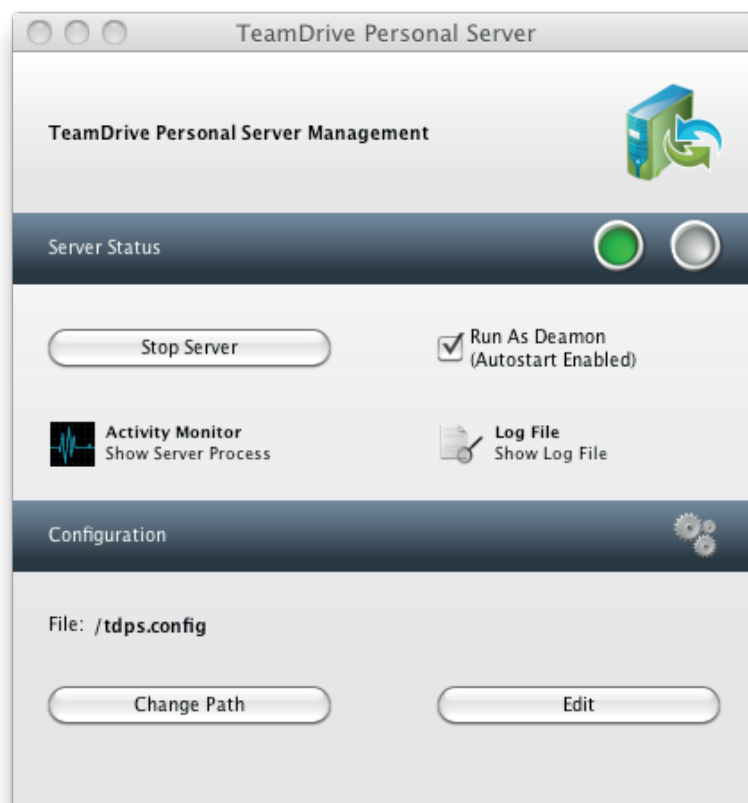 TeamDrive Personal Server
TeamDrive Personal Server Management
Server Status
Stop Server
Run As Deamon
(Autostart Enabled)
Activity Monitor
Show Server Process
Log File
Show Log File
Configuration
File: /tdps.config
Change Path
Edit